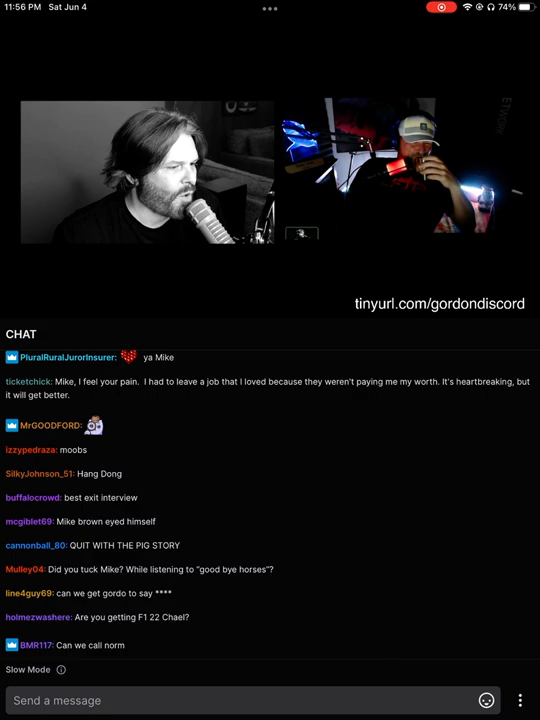 11:56 PM Sat Jun 4
74%
tinyurl.com/gordondiscord
CHAT
PluralRuralJurorInsurer: ya Mike
ticketchick: Mike, I feel your pain. I had to leave a job that I loved because they weren't paying me my worth. It's heartbreaking, but
it will get better.
MrGOODFORD:
izzypedraza: moobs
SilkyJohnson_51: Hang Dong
buffalocrowd: best exit interview
mcgiblet69: Mike brown eyed himself
cannonball_80: QUIT WITH THE PIG STORY
Mulley04: Did you tuck Mike? While listening to “good bye horses”?
line4guy69: can we get gordo to say ****
holmezwashere: Are you getting F1 22 Chael?
BMR117: Can we call norm
Slow Mode
Send a message